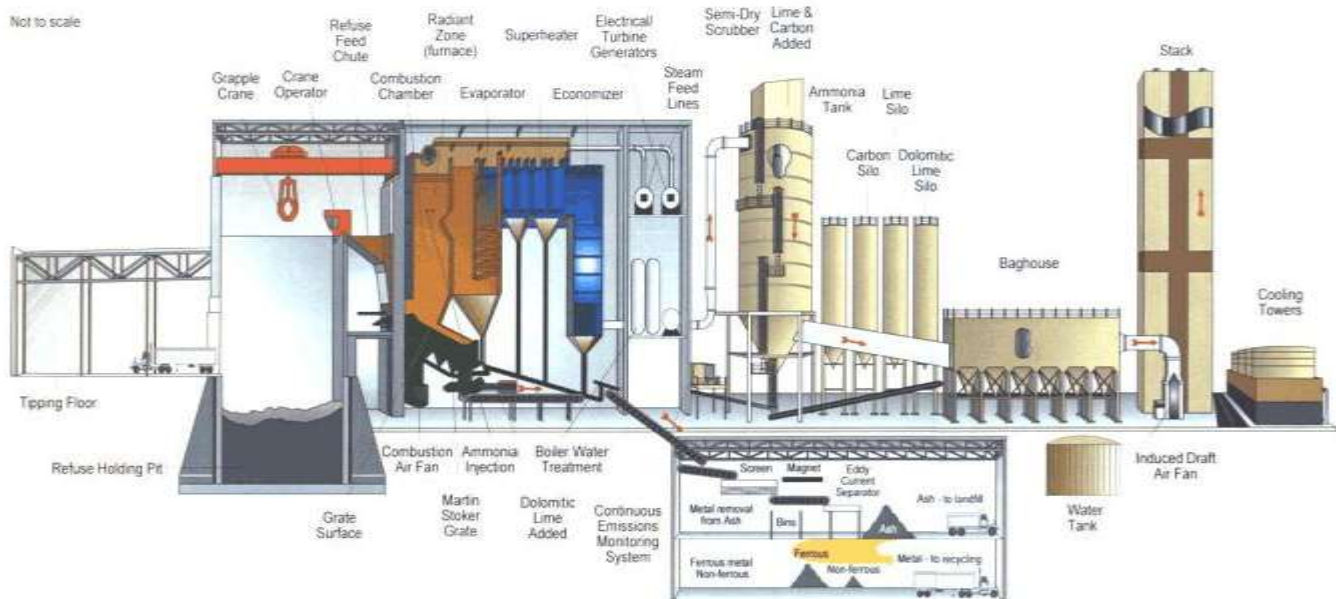 Not to scale
Refuse
Feed
Chute
Radiant
Zone
(furnace)
Superheater
Electrical/
Turbine
Generators
Semi-Dry
Scrubber
Lime &
Carbon
Added
Stack
Grapple
Crane
Crane
Operator
Combustion
Chamber
Evaporator
Economizer
Steam
Feed
Lines
Ammonia
Tank
Lime
Silo
Carbon
Silo
Dolomitic
Lime
Silo
Baghouse
Cooling
Towers
Tipping Floor
Refuse Holding Pit
Combustion
Air Fan
Ammonia
Injection
Boiler Water
Treatment
Grate
Surface
Martin
Stoker
Grate
Dolomitic
Lime
Added
Continuous
Emissions
Monitoring
System
Screen
Magnet
Eddy
Current
Separator
Ash - to landfill
Metal removal
from Ash
Bins
Ash
Ferrous metal
Non-ferrous
Ferrous
Non-ferrous
Metal - to recycling
Water
Tank
Induced Draft
Air Fan